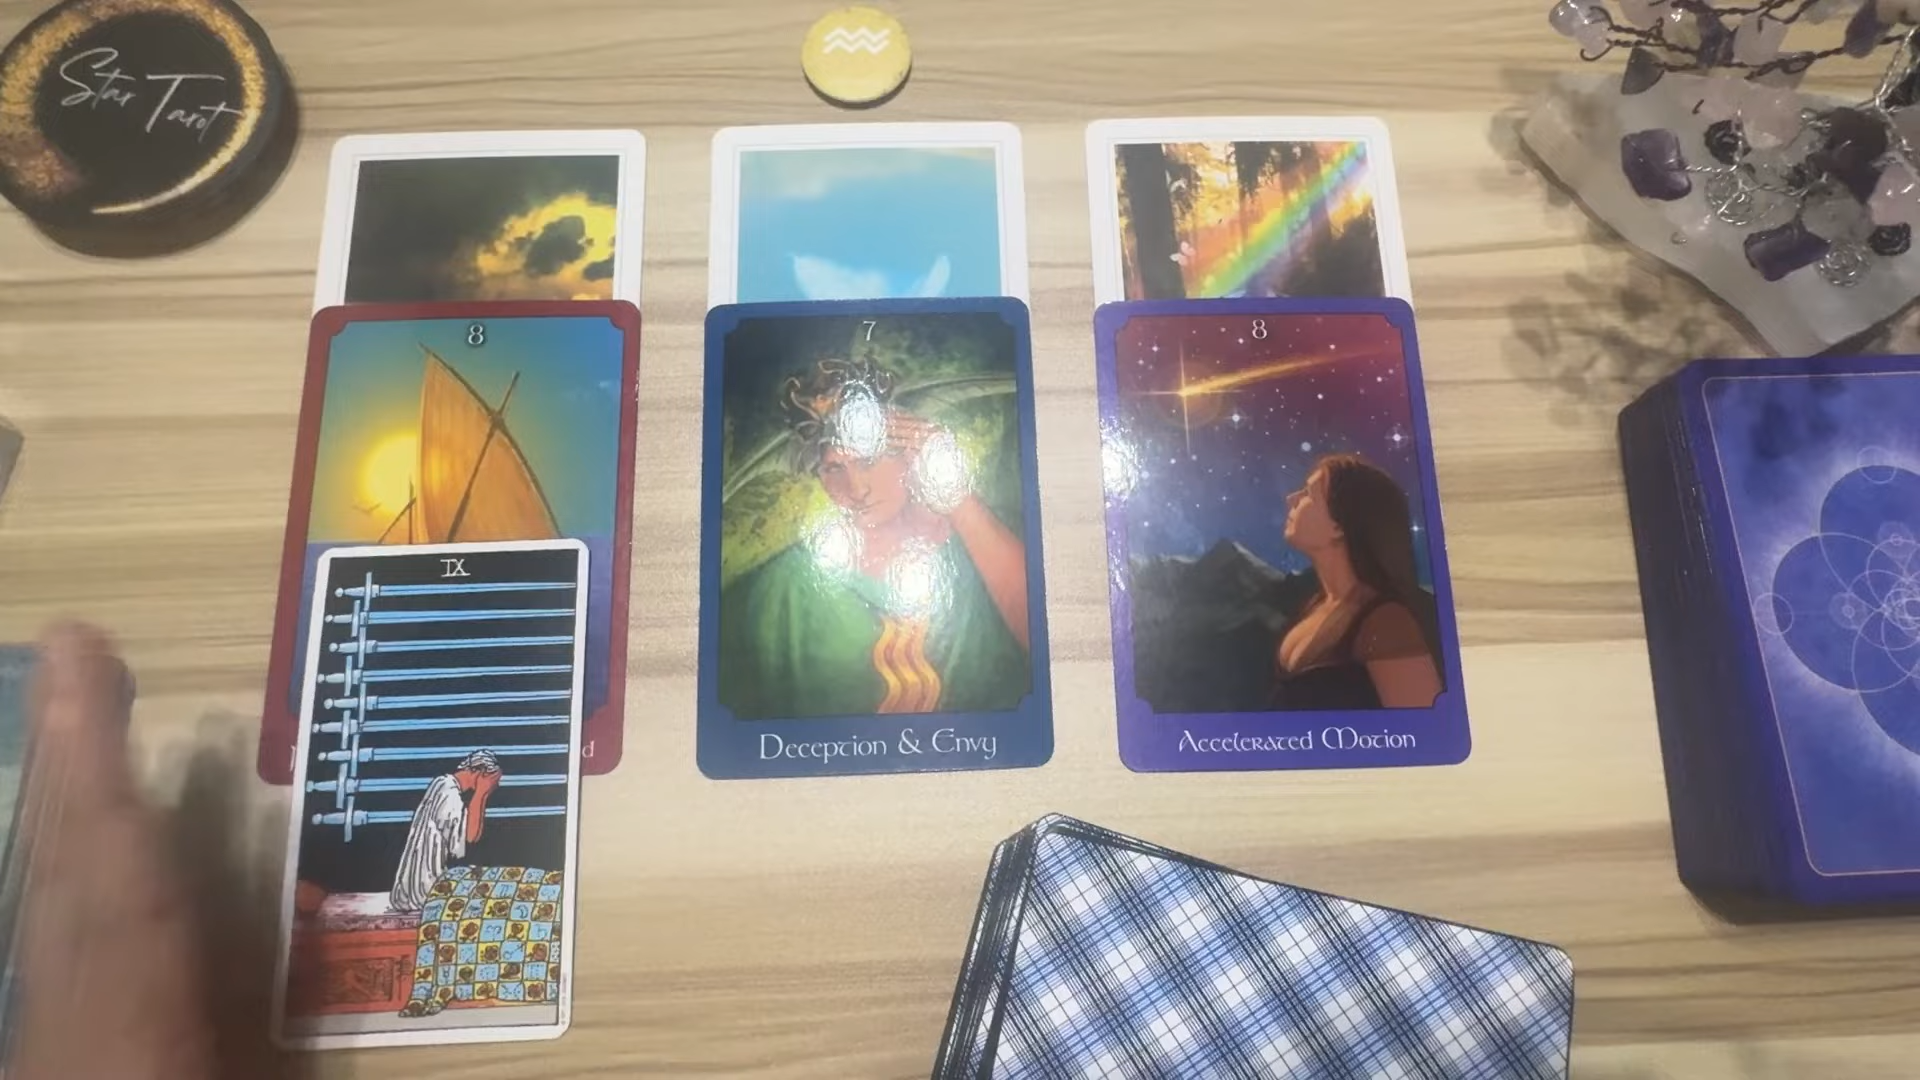 Star Tarot
8
7
8
IX
d
Deception & Envy
Accelerated Motion